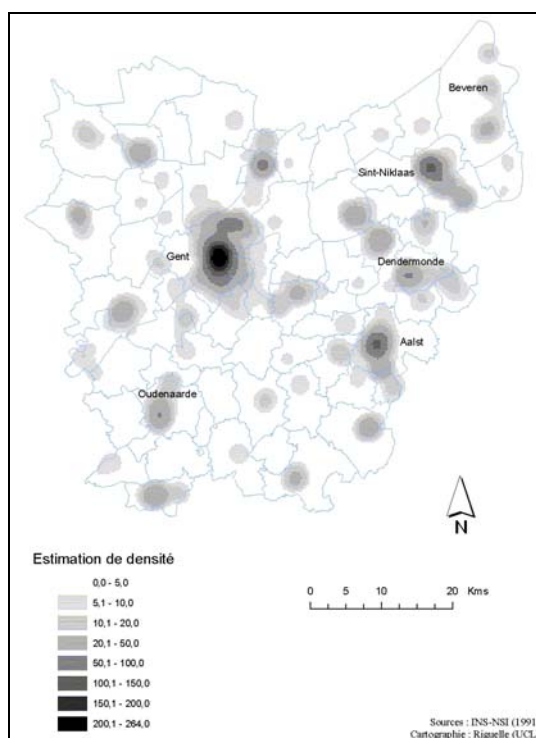 Beveren
Sint-Niklaas
Gent
Dendermonde
Aalst
Oudenaarde
N
Estimation de densité
0,0 - 5,0
5,1 - 10,0
10,1 - 20,0
20,1 - 50,0
50,1 - 100,0
100,1 - 150,0
150,1 - 200,0
200,1 - 264,0
0 5 10 20 Kms
Sources : INS-NSI (1991
Cartographie : Riguelle (UCL